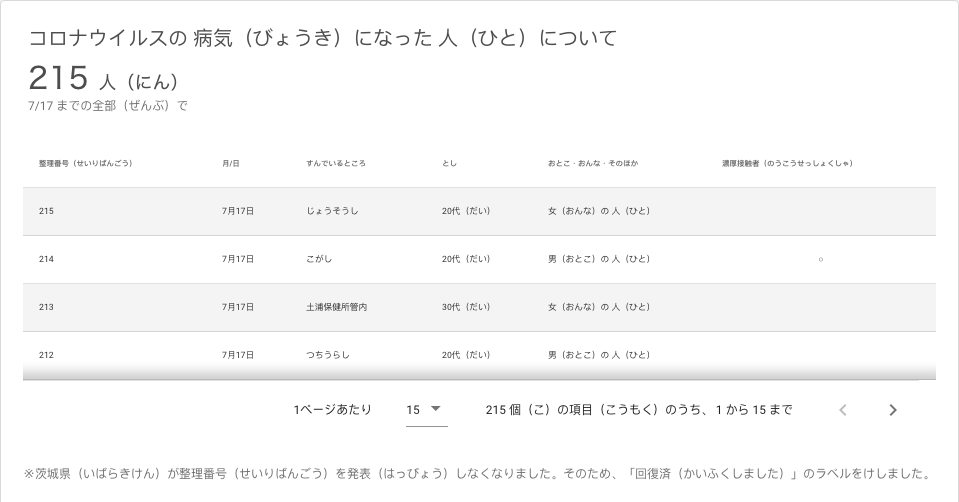 コロナウイルスの 病気（びょうき）になった 人（ひと）について
215 人（にん）
7/17 までの全部（ぜんぶ）で
整理番号（せいりばんごう） 月/日 すんでいるところ とし おとこ・おんな・そのほか 濃厚接触者（のうこうせっしょくしゃ）
215 7月17日 じょうそうし 20代（だい） 女（おんな）の 人（ひと）
214 7月17日 こがし 20代（だい） 男（おとこ）の 人（ひと） ○
213 7月17日 土浦保健所管内 30代（だい） 女（おんな）の 人（ひと）
212 7月17日 つちうらし 20代（だい） 男（おとこ）の 人（ひと）
1ページあたり 15 215 個（こ）の項目（こうもく）のうち、1 から 15 まで
※茨城県（いばらきけん）が整理番号（せいりばんごう）を発表（はっぴょう）しなくなりました。そのため、「回復済（かいふくしました）」のラベルをけしました。